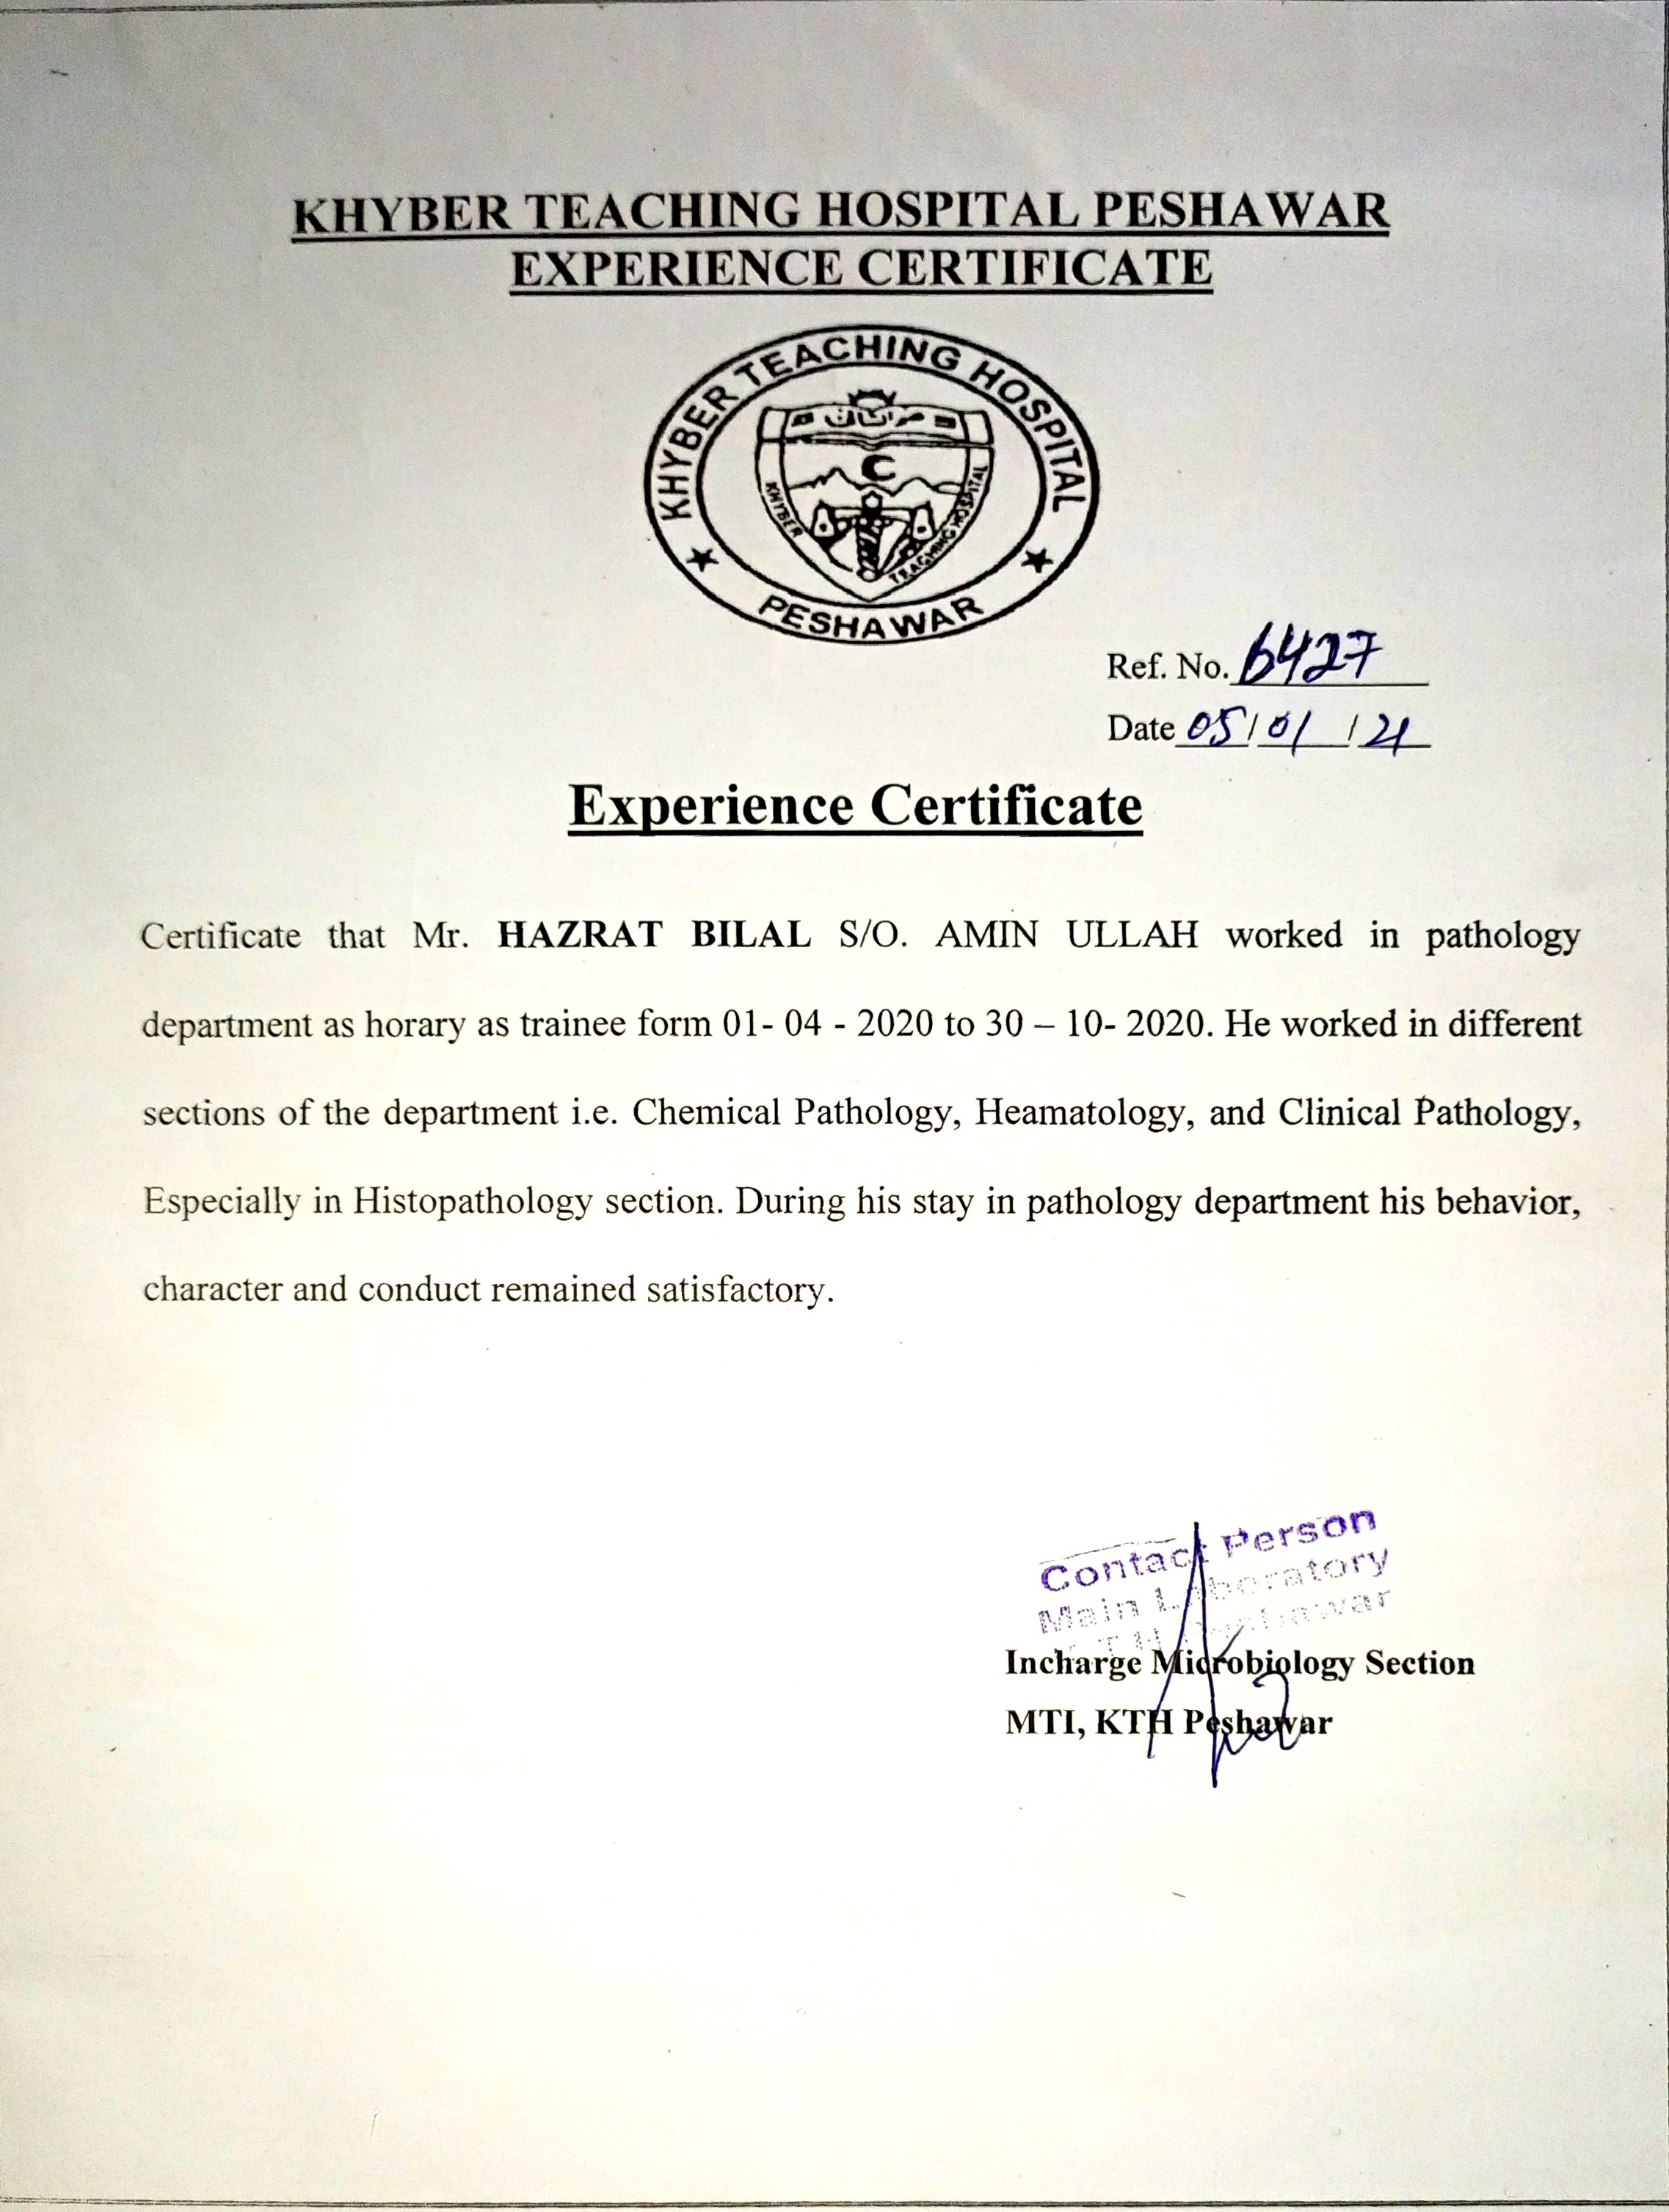 KHYBER TEACHING HOSPITAL PESHAWAR
EXPERIENCE CERTIFICATE
KHYBER TEACHING HOSPITAL
KHYBER
TEACHING HOSPITAL
PESHAWAR
Ref. No. 6427
Date 05/01/21
Experience Certificate
Certificate that Mr. HAZRAT BILAL S/O. AMIN ULLAH worked in pathology
department as horary as trainee form 01- 04 - 2020 to 30 – 10- 2020. He worked in different
sections of the department i.e. Chemical Pathology, Heamatology, and Clinical Pathology,
Especially in Histopathology section. During his stay in pathology department his behavior,
character and conduct remained satisfactory.
Contact Person
Main Laboratory
Peshawar
Incharge Microbiology Section
MTI, KTH Peshawar